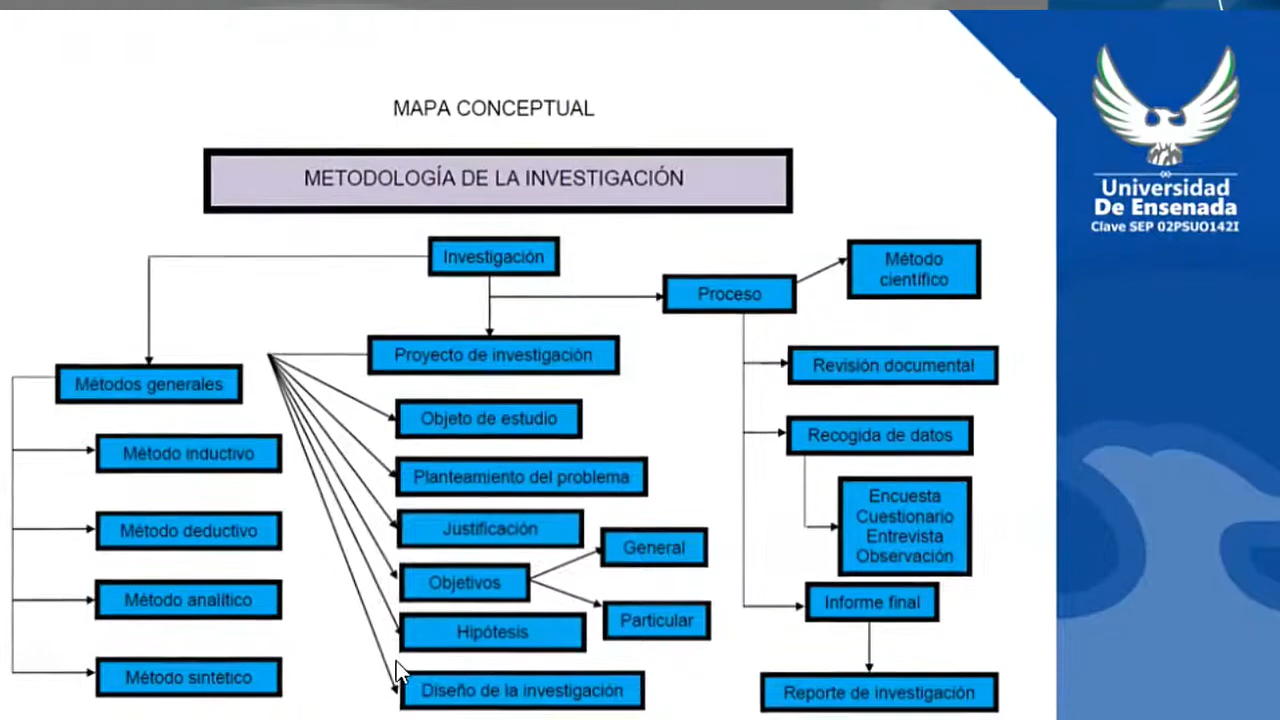 MAPA CONCEPTUAL
METODOLOGÍA DE LA INVESTIGACIÓN
Universidad
De Ensenada
Clave SEP 02PSUO142I
Investigación
Métodos generales
Método inductivo
Método deductivo
Método analítico
Método sintético
Proyecto de investigación
Objeto de estudio
Planteamiento del problema
Justificación
Objetivos
General
Particular
Hipótesis
Diseño de la investigación
Proceso
Método
científico
Revisión documental
Recogida de datos
Encuesta
Cuestionario
Entrevista
Observación
Informe final
Reporte de investigación